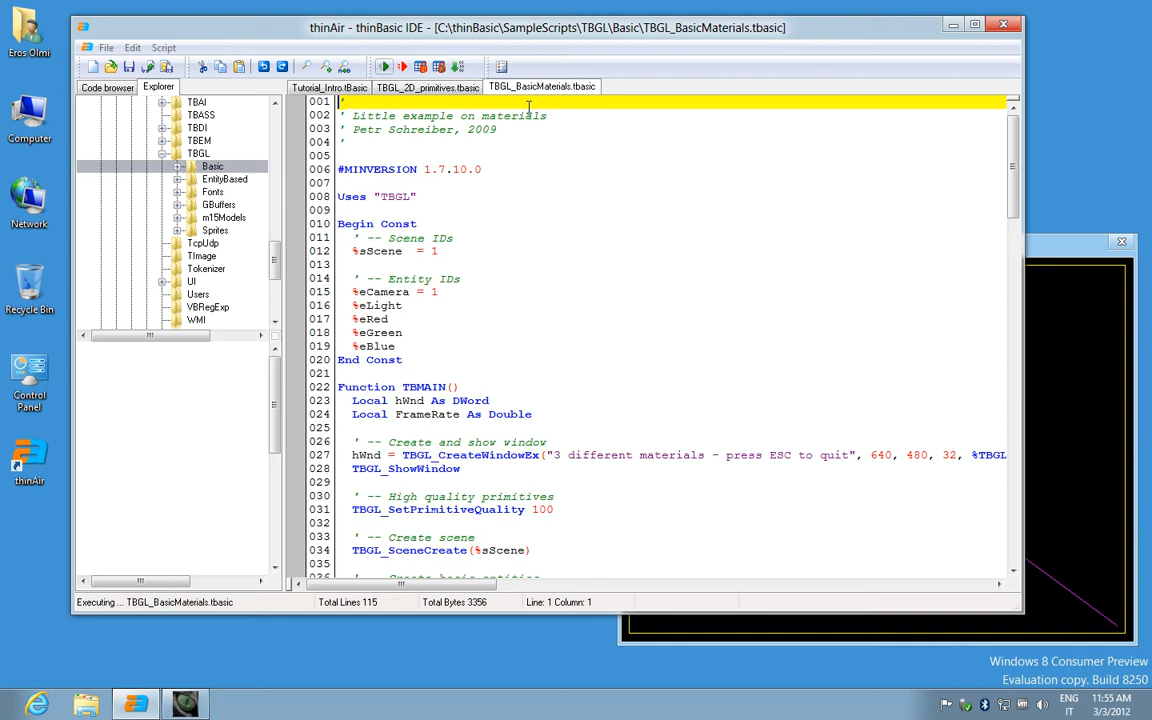 Eros Olmi
Computer
Network
Recycle Bin
Control
Panel
thinAir
thinAir - thinBasic IDE - [C:\thinBasic\SampleScripts\TBGL\Basic\TBGL_BasicMaterials.tbasic]
File Edit Script
Code browser Explorer Tutorial_Intro.tBasic TBGL_2D_primitives.tbasic TBGL_BasicMaterials.tbasic
TBAI
TBASS
TBDI
TBEM
TBGL
Basic
EntityBased
Fonts
GBuffers
m15Models
Sprites
TcpUdp
TImage
Tokenizer
UI
Users
VBRegExp
WMI
001 '
002 ' Little example on materials
003 ' Petr Schreiber, 2009
004 '
005
006 #MINVERSION 1.7.10.0
007
008 Uses "TBGL"
009
010 Begin Const
011 ' -- Scene IDs
012 %sScene = 1
013
014 ' -- Entity IDs
015 %eCamera = 1
016 %eLight
017 %eRed
018 %eGreen
019 %eBlue
020 End Const
021
022 Function TBMAIN()
023 Local hWnd As DWord
024 Local FrameRate As Double
025
026 ' -- Create and show window
027 hWnd = TBGL_CreateWindowEx("3 different materials - press ESC to quit", 640, 480, 32, %TBGL
028 TBGL_ShowWindow
029
030 ' -- High quality primitives
031 TBGL_SetPrimitiveQuality 100
032
033 ' -- Create scene
034 TBGL_SceneCreate(%sScene)
035
036 ' -- Create basic entities
Executing ... TBGL_BasicMaterials.tbasic Total Lines 115 Total Bytes 3356 Line: 1 Column: 1
Windows 8 Consumer Preview
Evaluation copy. Build 8250
ENG
IT
11:55 AM
3/3/2012